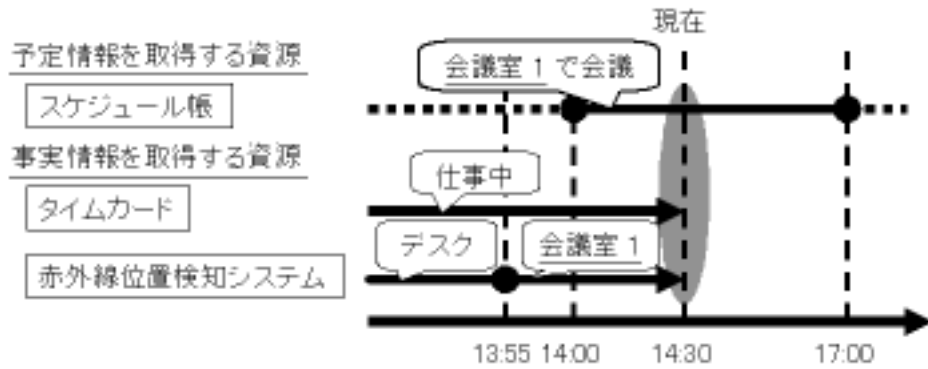 現在
予定情報を取得する資源
会議室 1 で会議
スケジュール帳
事実情報を取得する資源
仕事中
タイムカード
デスク
会議室 1
赤外線位置検知システム
13:55 14:00 14:30 17:00